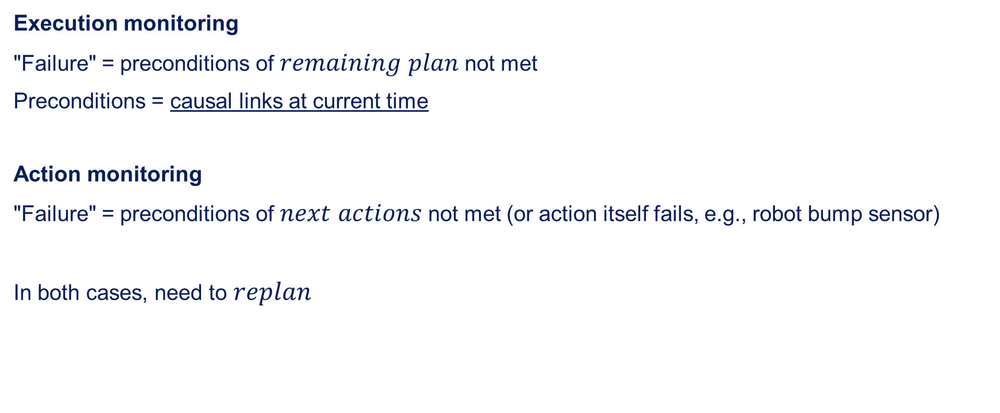 Execution monitoring
"Failure" = preconditions of remaining plan not met
Preconditions = causal links at current time
Action monitoring
"Failure" = preconditions of next actions not met (or action itself fails, e.g., robot bump sensor)
In both cases, need to replan